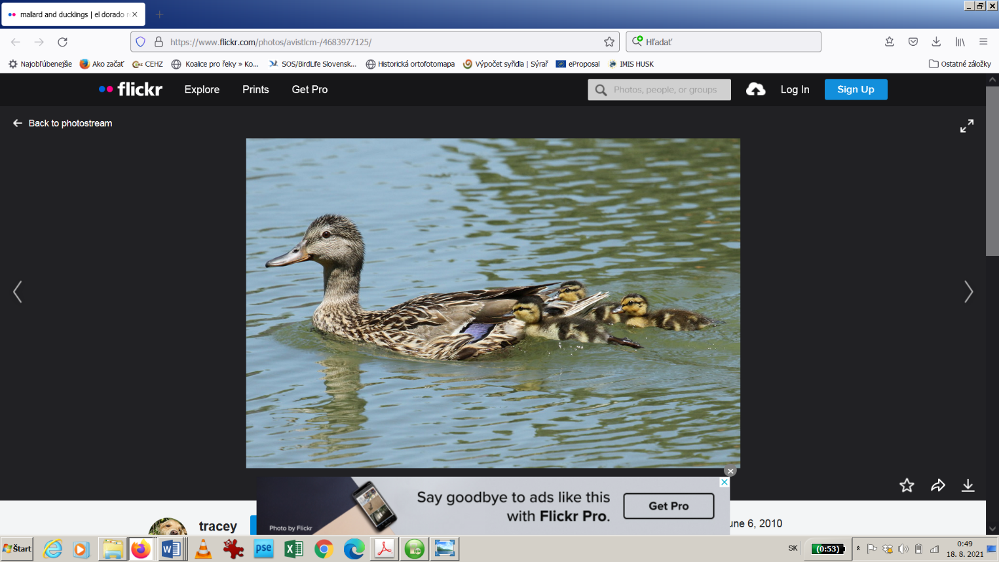 mallard and ducklings | el dorado
https://www.flickr.com/photos/avistlcm-/4683977125/
Hľadať
Najobľúbenejšie
Ako začať
CEHZ
Koalice pro řeky » Ko...
SOS/BirdLife Slovensk...
Historická ortofotomapa
Výpočet syřidla | Sýrař
eProposal
IMIS HUSK
Ostatné záložky
flickr
Explore
Prints
Get Pro
Photos, people, or groups
Log In
Sign Up
Back to photostream
Say goodbye to ads like this
with Flickr Pro.
Get Pro
Photo by Flickr
tracey
une 6, 2010
Štart
pse
SK
(0:53)
0:49
18. 8. 2021